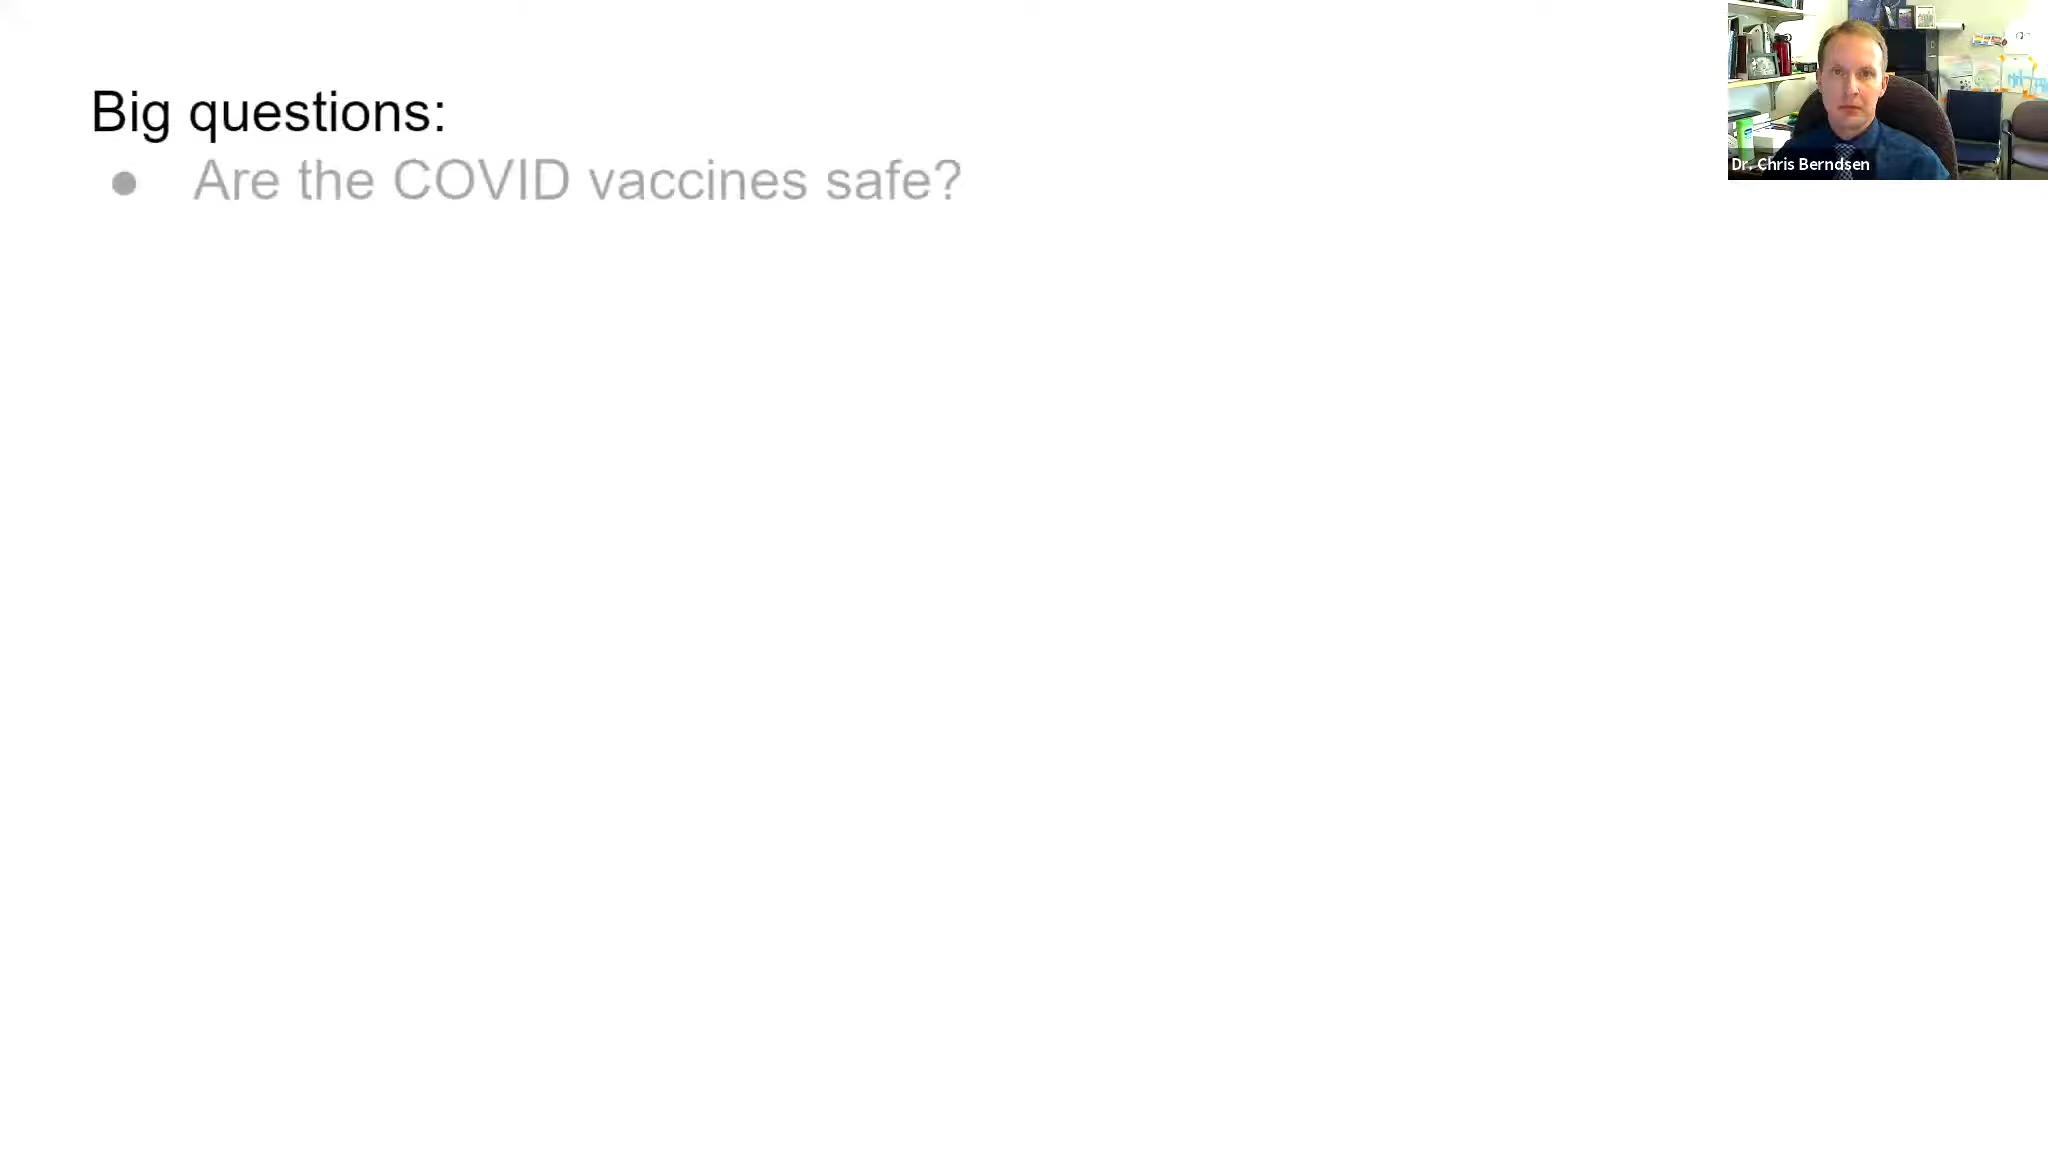 Big questions:
● Are the COVID vaccines safe?
Dr. Chris Berndsen